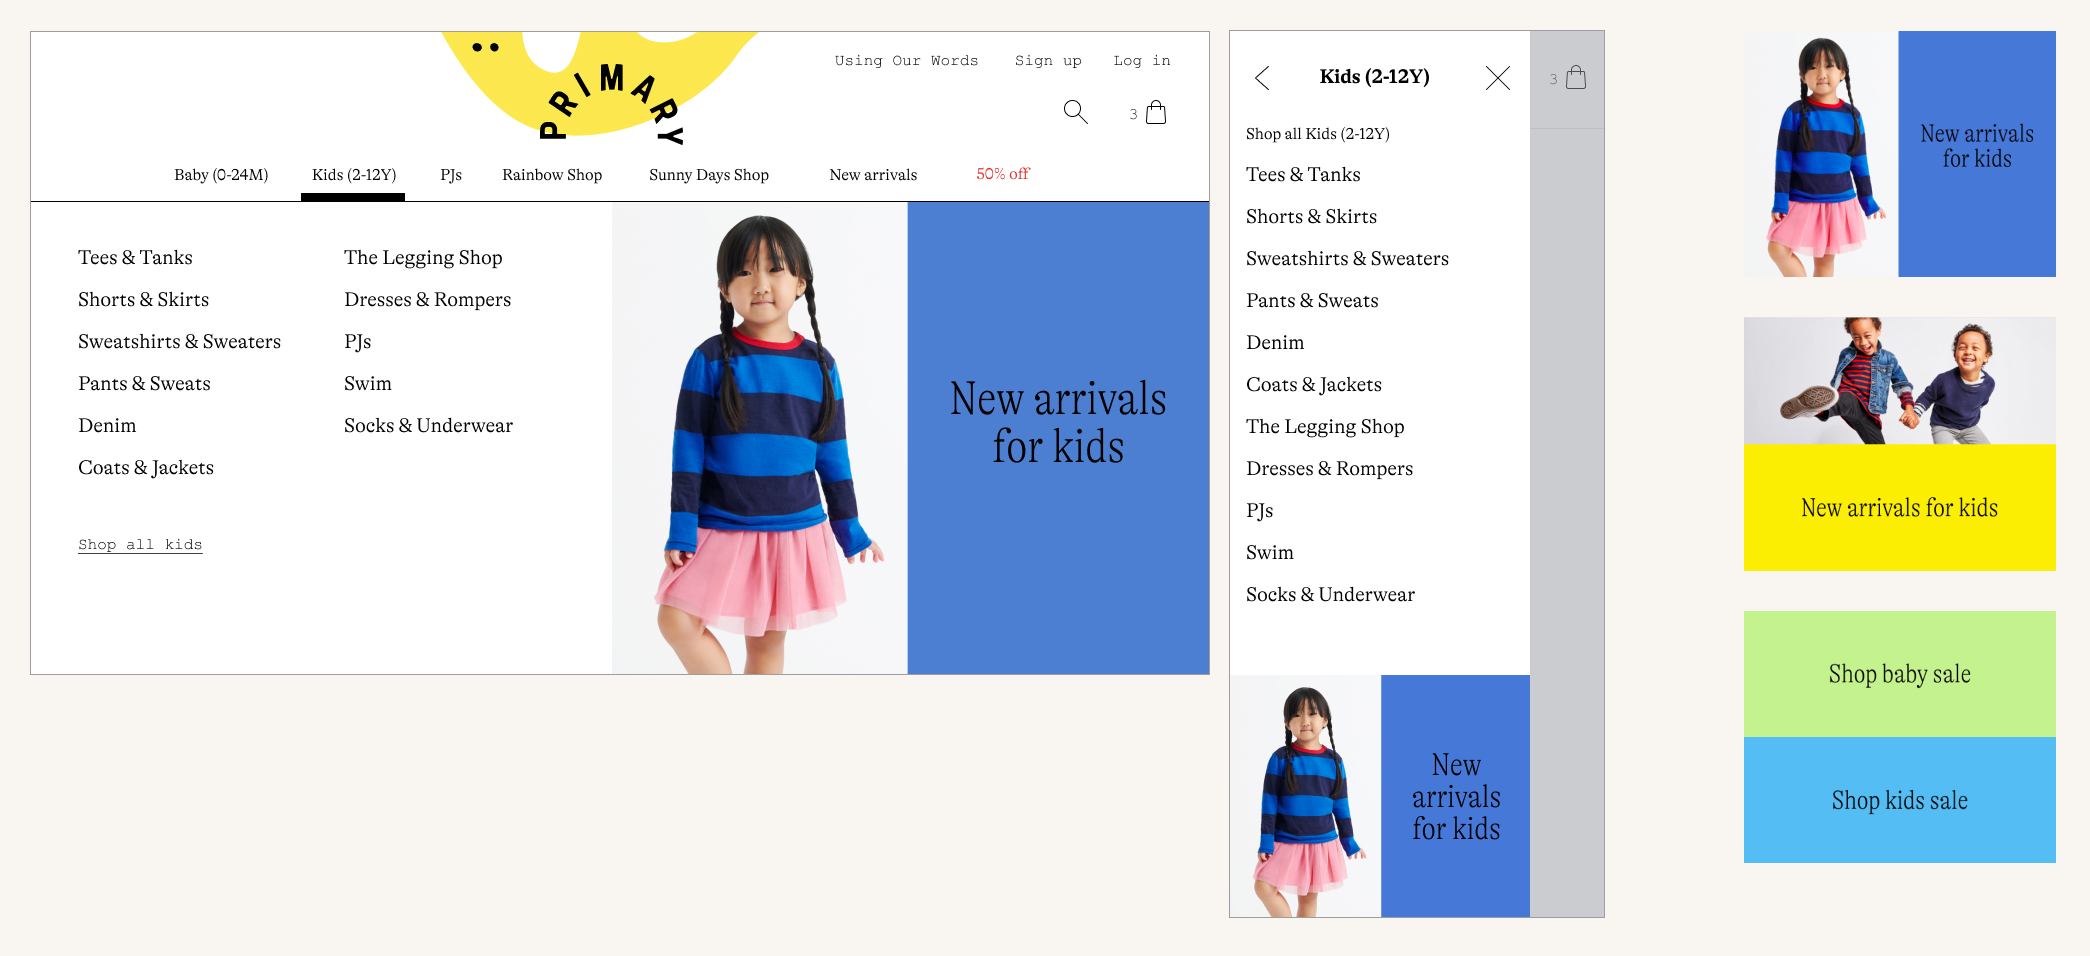 Using Our Words
Sign up
Log in
PRIMARY
3
Baby (0-24M)
Kids (2-12Y)
PJs
Rainbow Shop
Sunny Days Shop
New arrivals
50% off
Tees & Tanks
Shorts & Skirts
Sweatshirts & Sweaters
Pants & Sweats
Denim
Coats & Jackets
The Legging Shop
Dresses & Rompers
PJs
Swim
Socks & Underwear
Shop all kids
New arrivals
for kids
Kids (2-12Y)
3
Shop all Kids (2-12Y)
Tees & Tanks
Shorts & Skirts
Sweatshirts & Sweaters
Pants & Sweats
Denim
Coats & Jackets
The Legging Shop
Dresses & Rompers
PJs
Swim
Socks & Underwear
New
arrivals
for kids
New arrivals
for kids
New arrivals for kids
Shop baby sale
Shop kids sale